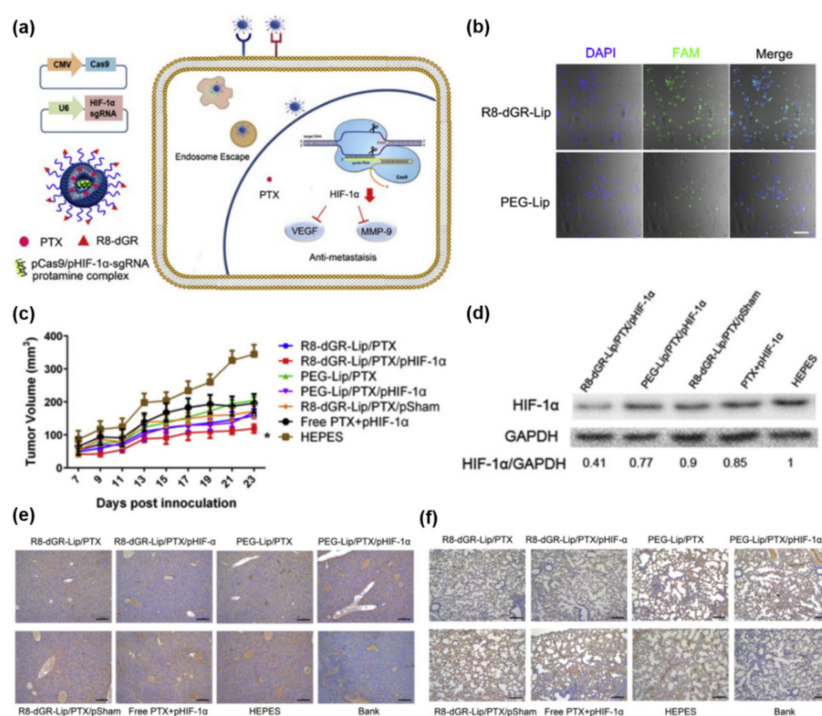 (a)
CMV
Cas9
U6
HIF-1α
sgRNA
PTX
R8-dGR
pCas9/pHIF-1α-sgRNA
protamine complex
Endosome Escape
target DNA
guide RNA
Cas9
PTX
HIF-1α
VEGF
MMP-9
Anti-metastaisis
(b)
DAPI
FAM
Merge
R8-dGR-Lip
PEG-Lip
(c)
Tumor Volume (mm³)
400
300
200
100
0
7
9
11
13
15
17
19
21
23
Days post innoculation
R8-dGR-Lip/PTX
R8-dGR-Lip/PTX/pHIF-1α
PEG-Lip/PTX
PEG-Lip/PTX/pHIF-1α
R8-dGR-Lip/PTX/pSham
Free PTX+pHIF-1α
HEPES
*
(d)
R8-dGR-Lip/PTX/pHIF-1α
PEG-Lip/PTX/pHIF-1α
R8-dGR-Lip/PTX/pSham
PTX+pHIF-1α
HEPES
HIF-1α
GAPDH
HIF-1α/GAPDH 0.41 0.77 0.9 0.85 1
(e)
R8-dGR-Lip/PTX R8-dGR-Lip/PTX/pHIF-α PEG-Lip/PTX PEG-Lip/PTX/pHIF-1α
R8-dGR-Lip/PTX/pSham Free PTX+pHIF-1α HEPES Bank
(f)
R8-dGR-Lip/PTX R8-dGR-Lip/PTX/pHIF-α PEG-Lip/PTX PEG-Lip/PTX/pHIF-1α
R8-dGR-Lip/PTX/pSham Free PTX+pHIF-1α HEPES Bank